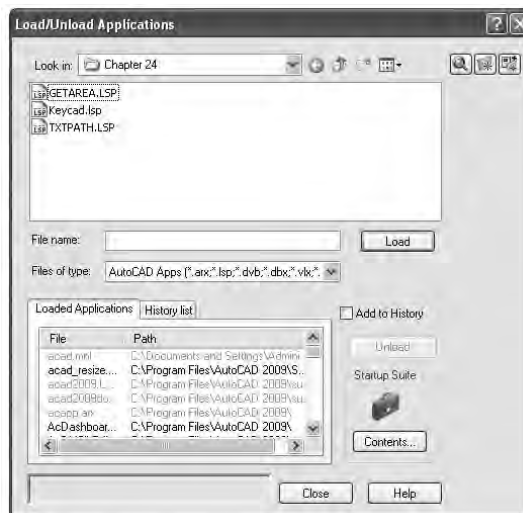 Load/Unload Applications
Look in: Chapter 24
GETAREA.LSP
Keycad.lsp
TXTPATH.LSP
File name:
Load
Files of type: AutoCAD Apps (*.arx;*.lsp;*.dvb;*.dbx;*.vlx;*.
Loaded Applications History list
Add to History
File Path
acad.mnl C:\Documents and Settings\Admini
Unload
acad_resize.... C:\Program Files\AutoCAD 2009\S...
Startup Suite
C:\Program Files\AutoCAD 2009\su...
acad2009do... C:\Program Files\AutoCAD 2009\su...
acapp.arx C:\Program Files\AutoCAD 2009\
AcDashboar... C:\Program Files\AutoCAD 2009\
Contents...
Close Help